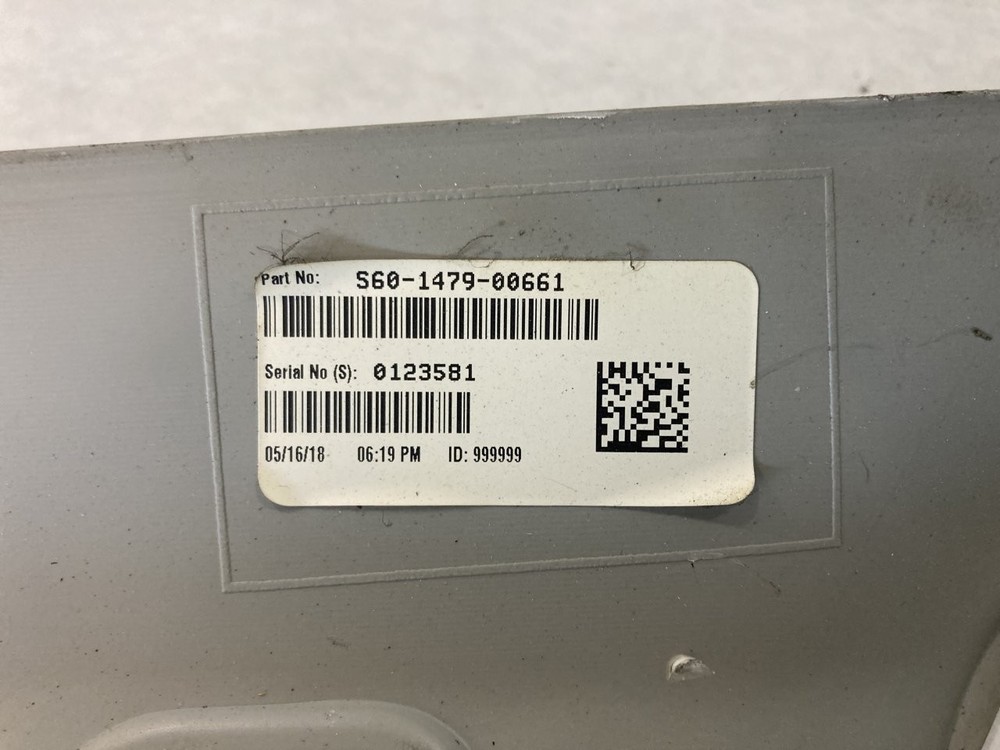 Part No: S60-1479-00661
Serial No (S): 0123581
05/16/18 06:19 PM ID: 999999